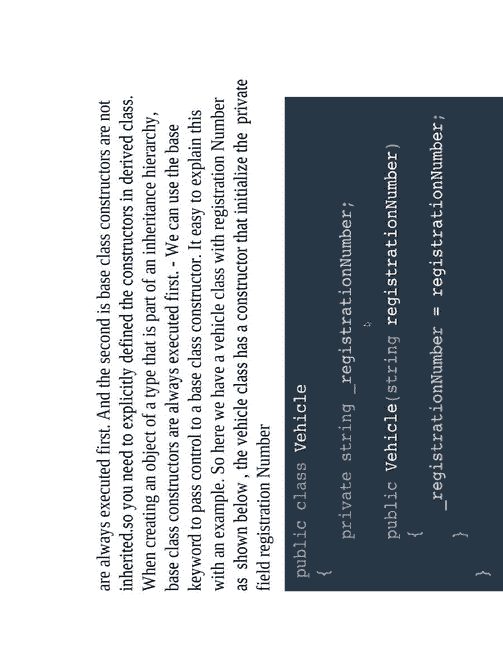 are always executed first. And the second is base class constructors are not
inherited.so you need to explicitly defined the constructors in derived class.
When creating an object of a type that is part of an inheritance hierarchy,
base class constructors are always executed first. - We can use the base
keyword to pass control to a base class constructor. It easy to explain this
with an example. So here we have a vehicle class with registration Number
as shown below , the vehicle class has a constructor that initialize the private
field registration Number
public class Vehicle
{
private string _registrationNumber;
public Vehicle(string registrationNumber)
{
_registrationNumber = registrationNumber;
}
}